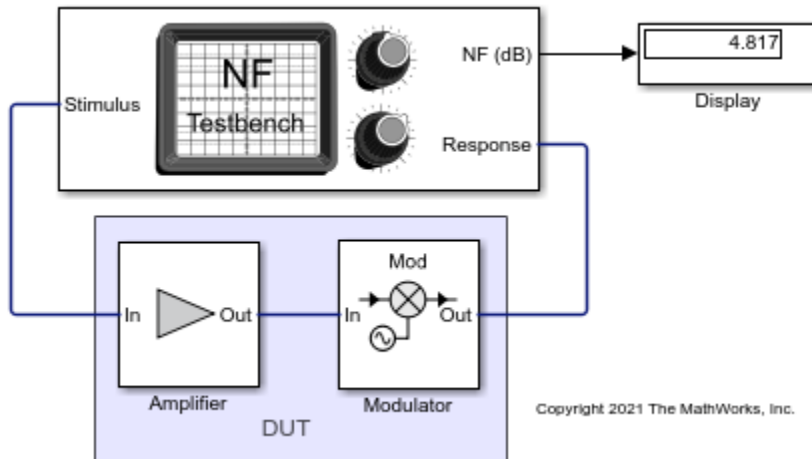 NF
Testbench
Stimulus
NF (dB)
Response
4.817
Display
Mod
In
Out
In
Out
Amplifier
Modulator
DUT
Copyright 2021 The MathWorks, Inc.